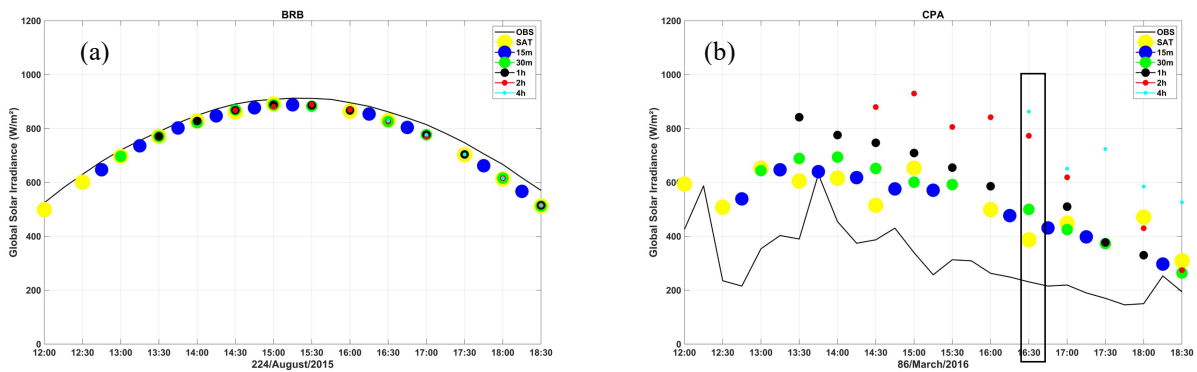 BRB
(a)
Global Solar Irradiance (W/m²)
1200
1000
800
600
400
200
0
OBS
SAT
15m
30m
1h
2h
4h
12:00 12:30 13:00 13:30 14:00 14:30 15:00 15:30 16:00 16:30 17:00 17:30 18:00 18:30
224/August/2015
CPA
(b)
Global Solar Irradiance (W/m²)
1200
1000
800
600
400
200
0
OBS
SAT
15m
30m
1h
2h
4h
12:00 12:30 13:00 13:30 14:00 14:30 15:00 15:30 16:00 16:30 17:00 17:30 18:00 18:30
86/March/2016